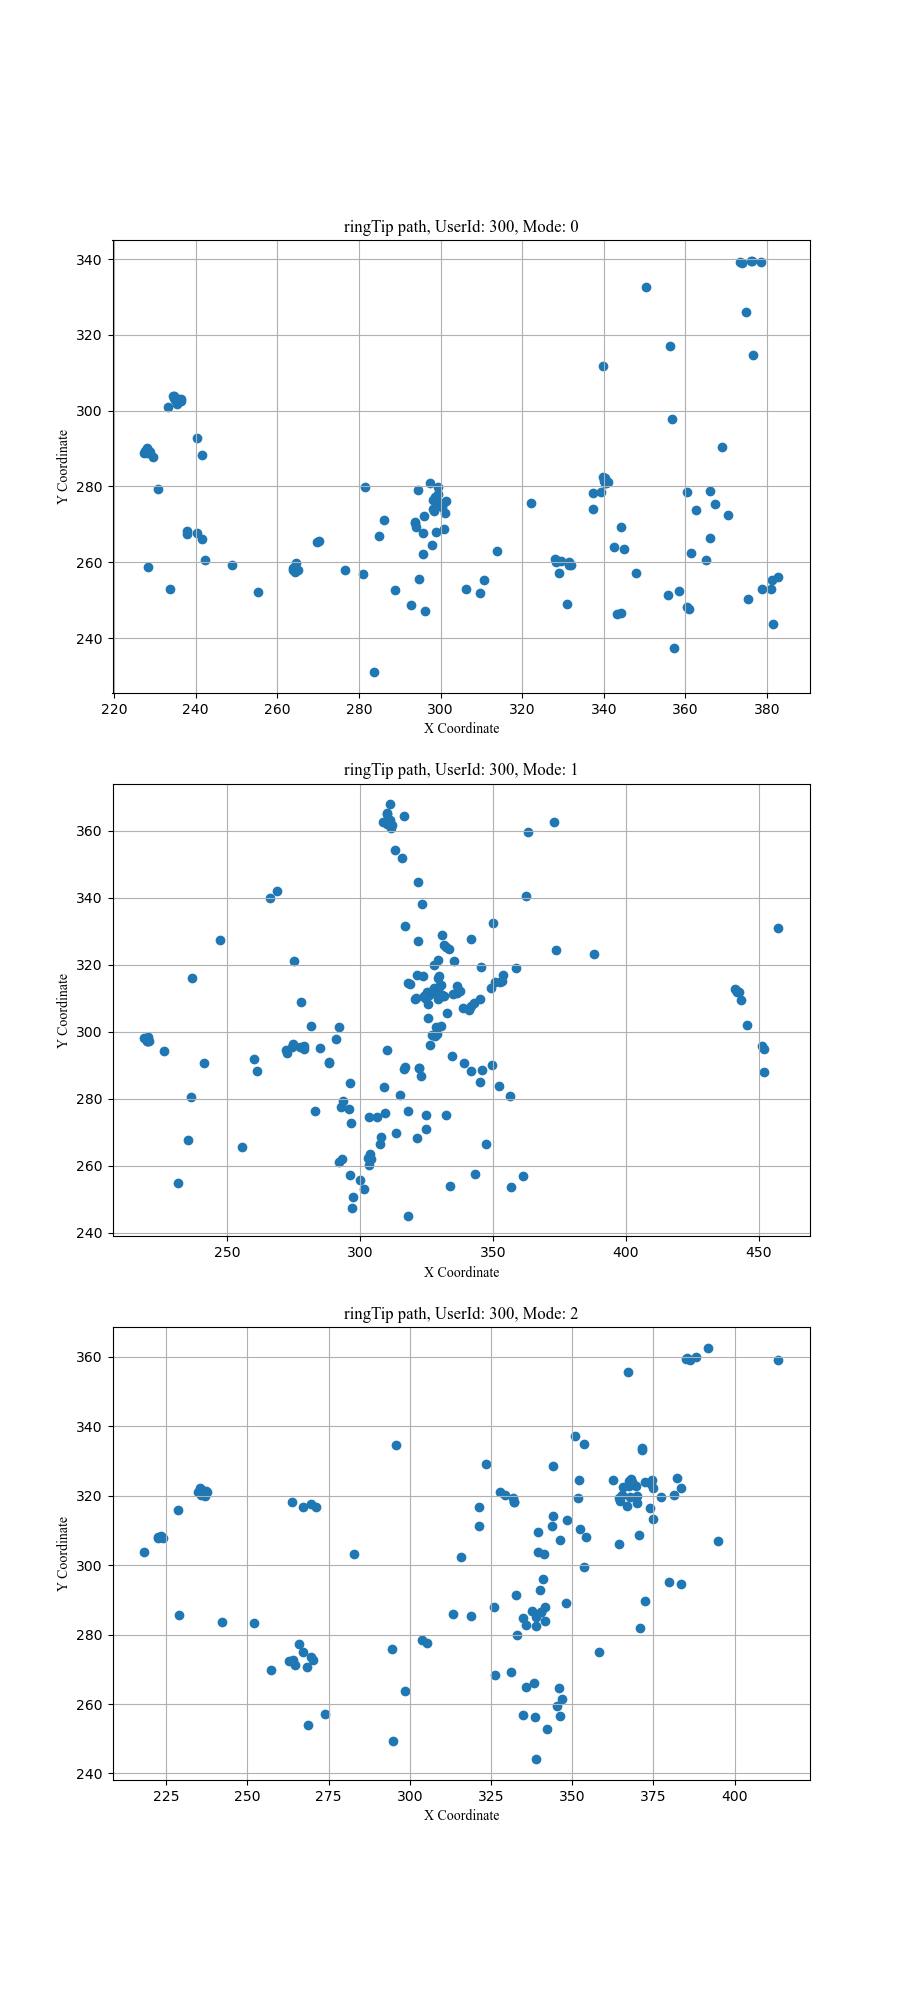 ringTip path, UserId: 300, Mode: 0
340
320
300
280
260
240
Y Coordinate
220 240 260 280 300 320 340 360 380
X Coordinate
ringTip path, UserId: 300, Mode: 1
360
340
320
300
280
260
240
Y Coordinate
250 300 350 400 450
X Coordinate
ringTip path, UserId: 300, Mode: 2
360
340
320
300
280
260
240
Y Coordinate
225 250 275 300 325 350 375 400
X Coordinate